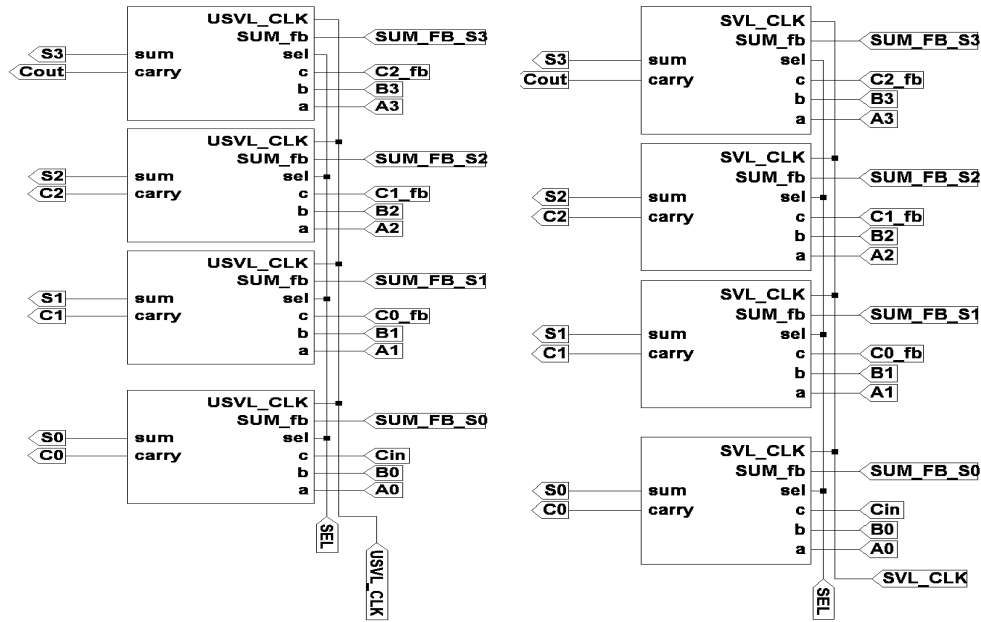 USVL_CLK
SUM_fb SUM_FB_S3
S3 sum sel
Cout carry c C2_fb
b B3
a A3
USVL_CLK
SUM_fb SUM_FB_S2
S2 sum sel
C2 carry c C1_fb
b B2
a A2
USVL_CLK
SUM_fb SUM_FB_S1
S1 sum sel
C1 carry c C0_fb
b B1
a A1
USVL_CLK
SUM_fb SUM_FB_S0
S0 sum sel
C0 carry c Cin
b B0
a A0
SEL
USVL_CLK
SVL_CLK
SUM_fb SUM_FB_S3
S3 sum sel
Cout carry c C2_fb
b B3
a A3
SVL_CLK
SUM_fb SUM_FB_S2
S2 sum sel
C2 carry c C1_fb
b B2
a A2
SVL_CLK
SUM_fb SUM_FB_S1
S1 sum sel
C1 carry c C0_fb
b B1
a A1
SVL_CLK
SUM_fb SUM_FB_S0
S0 sum sel
C0 carry c Cin
b B0
a A0
SVL_CLK
SEL